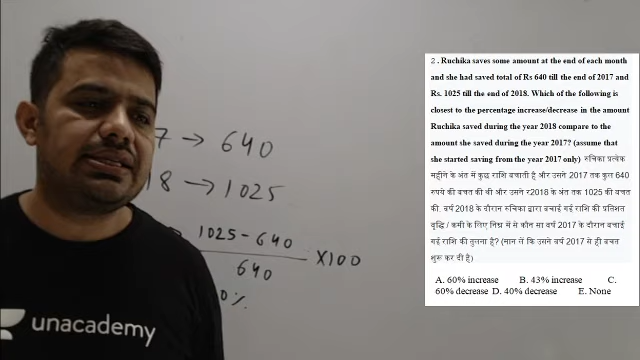 7 → 640
18 → 1025
1025 - 640
640
X100
0%
unacademy
2 . Ruchika saves some amount at the end of each month
and she had saved total of Rs 640 till the end of 2017 and
Rs. 1025 till the end of 2018. Which of the following is
closest to the percentage increase/decrease in the amount
Ruchika saved during the year 2018 compare to the
amount she saved during the year 2017? (assume that
she started saving from the year 2017 only) रुचिका प्रत्येक
महीने के अंत में कुछ राशि बचाती है और उसने 2017 तक कुल 640
रुपये की बचत की थी और उसने र2018 के अंत तक 1025 की बचत
की. वर्ष 2018 के दौरान रुचिका द्वारा बचाई गई राशि की प्रतिशत
वृद्धि / कमी के लिए निम्न में से कौन सा वर्ष 2017 के दौरान बचाई
गई राशि की तुलना है? (मान लें कि उसने वर्ष 2017 से ही बचत
शुरू कर दी है)
A. 60% increase B. 43% increase C.
60% decrease D. 40% decrease E. None